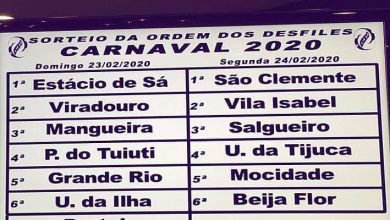 SORTEIO DA ORDEM DOS DESFILES
CARNAVAL 2020
Domingo 23/02/2020 Segunda 24/02/2020
1ª Estácio de Sá 1ª São Clemente
2ª Viradouro 2ª Vila Isabel
3ª Mangueira 3ª Salgueiro
4ª P. do Tuiuti 4ª U. da Tijuca
5ª Grande Rio 5ª Mocidade
6ª U. da Ilha 6ª Beija Flor